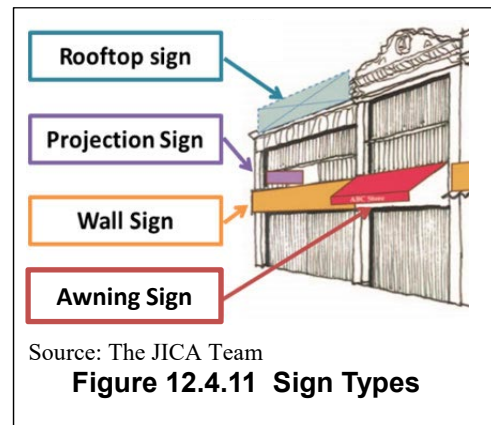 Rooftop sign
Projection Sign
Wall Sign
ABC Store
Awning Sign
Source: The JICA Team
Figure 12.4.11 Sign Types